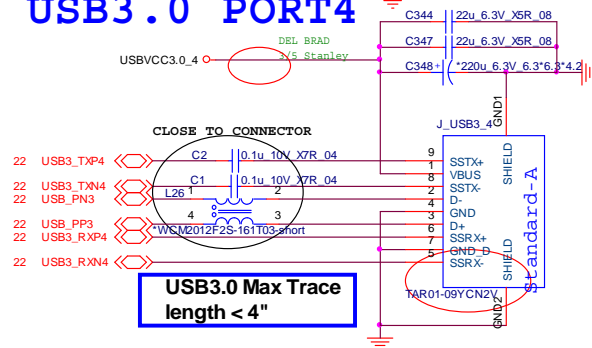 USB3.0 PORT4
C344 22u_6.3V_X5R_08
DEL BRAD
C347 22u_6.3V_X5R_08
3/5 Stanley
USBVCC3.0_4
C348 + *220u_6.3V_6.3*6.3*4.2
GND1
J_USB3_4
CLOSE TO CONNECTOR
SHIELD
22 USB3_TXP4 C2 0.1u_10V_X7R_04 9 SSTX+
1 VBUS
22 USB3_TXN4 C1 0.1u_10V_X7R_04 8 SSTX-
22 USB_PN3 L26 1 2 2 D-
4 GND
22 USB_PP3 4 3 3 D+
22 USB3_RXP4 *WCM2012F2S-161T03-short 6 SSRX+
7 GND_D
22 USB3_RXN4 5 SSRX-
SHIELD
Standard-A
TAR01-09YCN2V
GND2
USB3.0 Max Trace
length < 4"